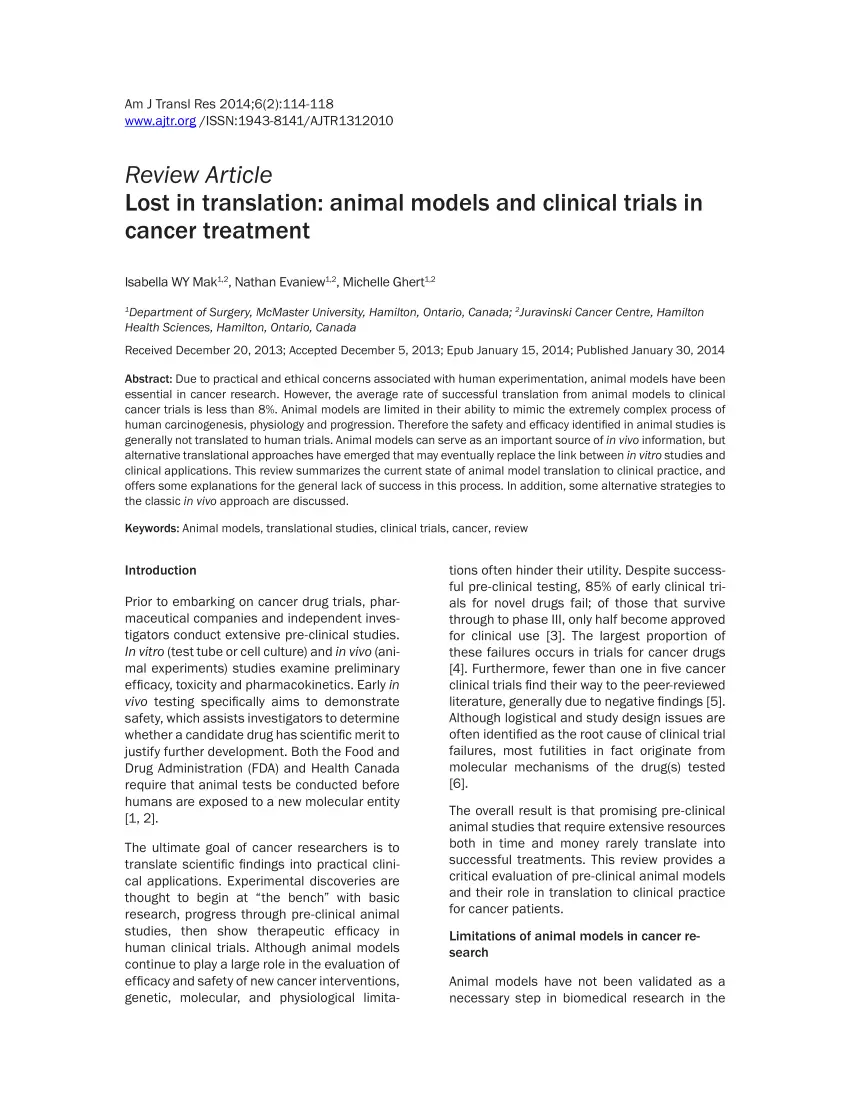 Am J Transl Res 2014;6(2):114-118
www.ajtr.org /ISSN:1943-8141/AJTR1312010
Review Article
Lost in translation: animal models and clinical trials in
cancer treatment
Isabella WY Mak1,2, Nathan Evaniew1,2, Michelle Ghert1,2
1Department of Surgery, McMaster University, Hamilton, Ontario, Canada; 2Juravinski Cancer Centre, Hamilton
Health Sciences, Hamilton, Ontario, Canada
Received December 20, 2013; Accepted December 5, 2013; Epub January 15, 2014; Published January 30, 2014
Abstract: Due to practical and ethical concerns associated with human experimentation, animal models have been
essential in cancer research. However, the average rate of successful translation from animal models to clinical
cancer trials is less than 8%. Animal models are limited in their ability to mimic the extremely complex process of
human carcinogenesis, physiology and progression. Therefore the safety and efficacy identified in animal studies is
generally not translated to human trials. Animal models can serve as an important source of in vivo information, but
alternative translational approaches have emerged that may eventually replace the link between in vitro studies and
clinical applications. This review summarizes the current state of animal model translation to clinical practice, and
offers some explanations for the general lack of success in this process. In addition, some alternative strategies to
the classic in vivo approach are discussed.
Keywords: Animal models, translational studies, clinical trials, cancer, review
Introduction
Prior to embarking on cancer drug trials, phar-
maceutical companies and independent inves-
tigators conduct extensive pre-clinical studies.
In vitro (test tube or cell culture) and in vivo (ani-
mal experiments) studies examine preliminary
efficacy, toxicity and pharmacokinetics. Early in
vivo testing specifically aims to demonstrate
safety, which assists investigators to determine
whether a candidate drug has scientific merit to
justify further development. Both the Food and
Drug Administration (FDA) and Health Canada
require that animal tests be conducted before
humans are exposed to a new molecular entity
[1, 2].
The ultimate goal of cancer researchers is to
translate scientific findings into practical clini-
cal applications. Experimental discoveries are
thought to begin at “the bench” with basic
research, progress through pre-clinical animal
studies, then show therapeutic efficacy in
human clinical trials. Although animal models
continue to play a large role in the evaluation of
efficacy and safety of new cancer interventions,
genetic, molecular, and physiological limita-
tions often hinder their utility. Despite success-
ful pre-clinical testing, 85% of early clinical tri-
als for novel drugs fail; of those that survive
through to phase III, only half become approved
for clinical use [3]. The largest proportion of
these failures occurs in trials for cancer drugs
[4]. Furthermore, fewer than one in five cancer
clinical trials find their way to the peer-reviewed
literature, generally due to negative findings [5].
Although logistical and study design issues are
often identified as the root cause of clinical trial
failures, most futilities in fact originate from
molecular mechanisms of the drug(s) tested
[6].
The overall result is that promising pre-clinical
animal studies that require extensive resources
both in time and money rarely translate into
successful treatments. This review provides a
critical evaluation of pre-clinical animal models
and their role in translation to clinical practice
for cancer patients.
Limitations of animal models in cancer re-
search
Animal models have not been validated as a
necessary step in biomedical research in the